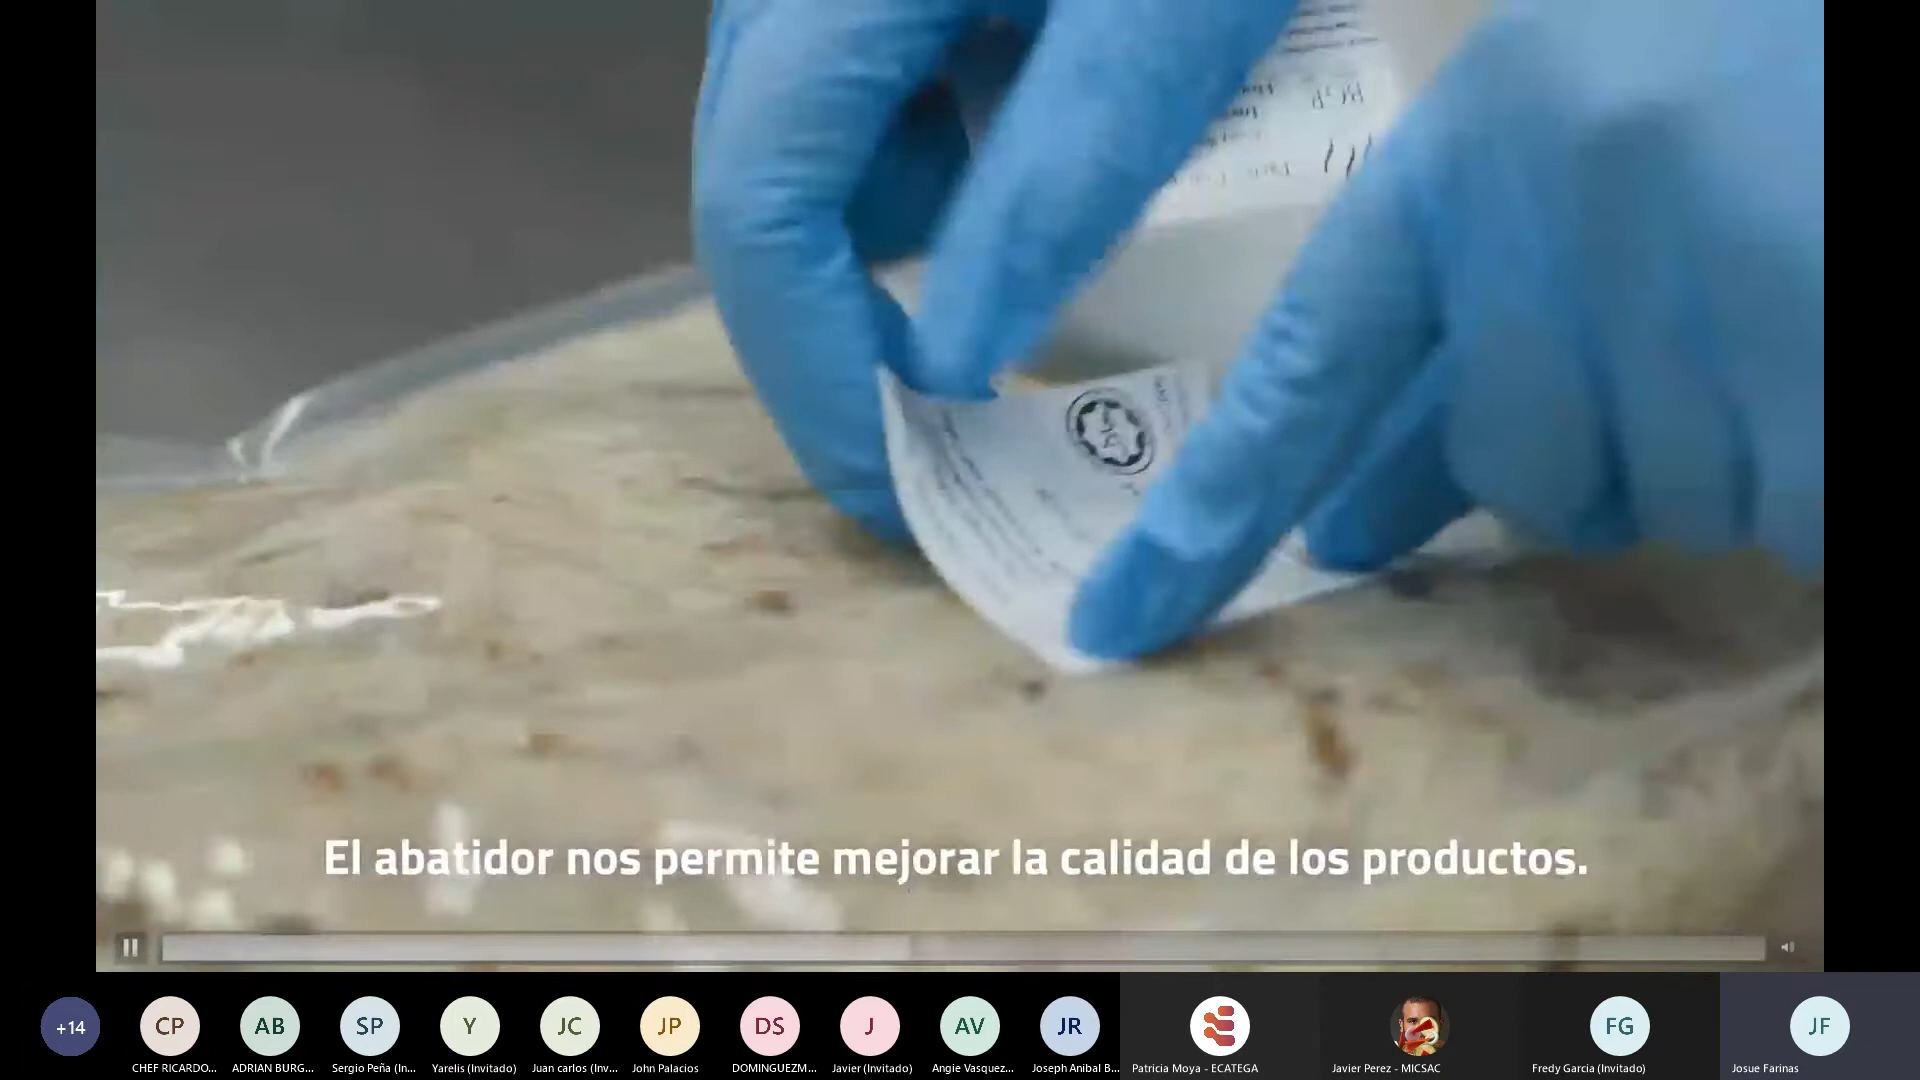 El abatidor nos permite mejorar la calidad de los productos.
+14
CP
AB
SP
Y
JC
JP
DS
J
AV
JR
FG
JF
CHEF RICARDO...
ADRIAN BURG...
Sergio Peña (In...
Yarelis (Invitado)
Juan carlos (Inv...
John Palacios
DOMINGUEZM...
Javier (Invitado)
Angie Vasquez...
Joseph Anibal B...
Patricia Moya - ECATEGA
Javier Perez - MICSAC
Fredy Garcia (Invitado)
Josue Farinas